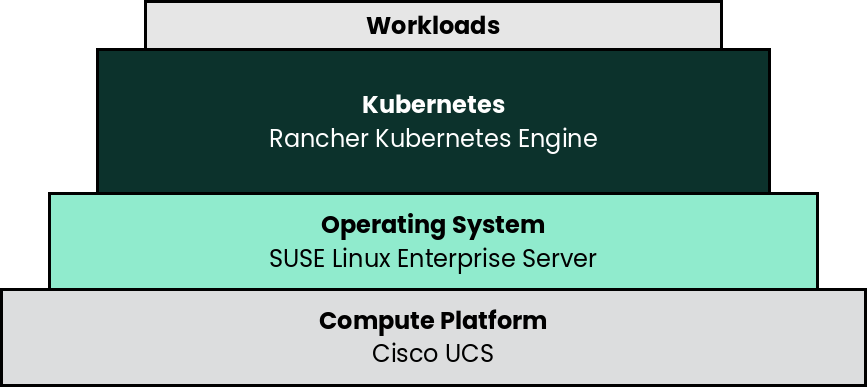 Workloads
Kubernetes
Rancher Kubernetes Engine
Operating System
SUSE Linux Enterprise Server
Compute Platform
Cisco UCS